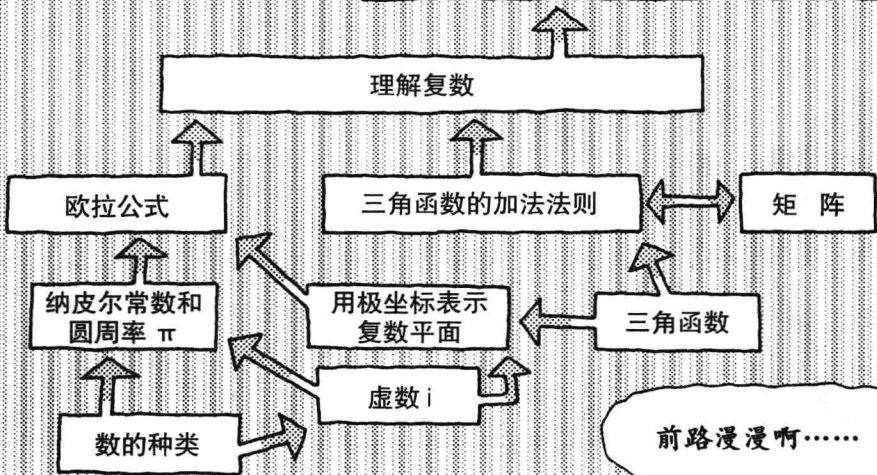 理解复数
欧拉公式
三角函数的加法法则
矩 阵
纳皮尔常数和
圆周率 π
用极坐标表示
复数平面
三角函数
虚数 i
数的种类
前路漫漫啊……